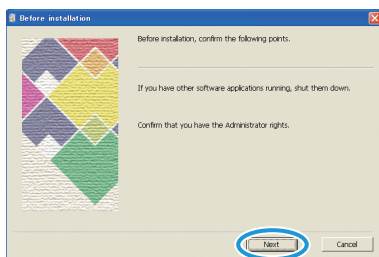 Before installation
Before installation, confirm the following points.
If you have other software applications running, shut them down.
Confirm that you have the Administrator rights.
Next
Cancel